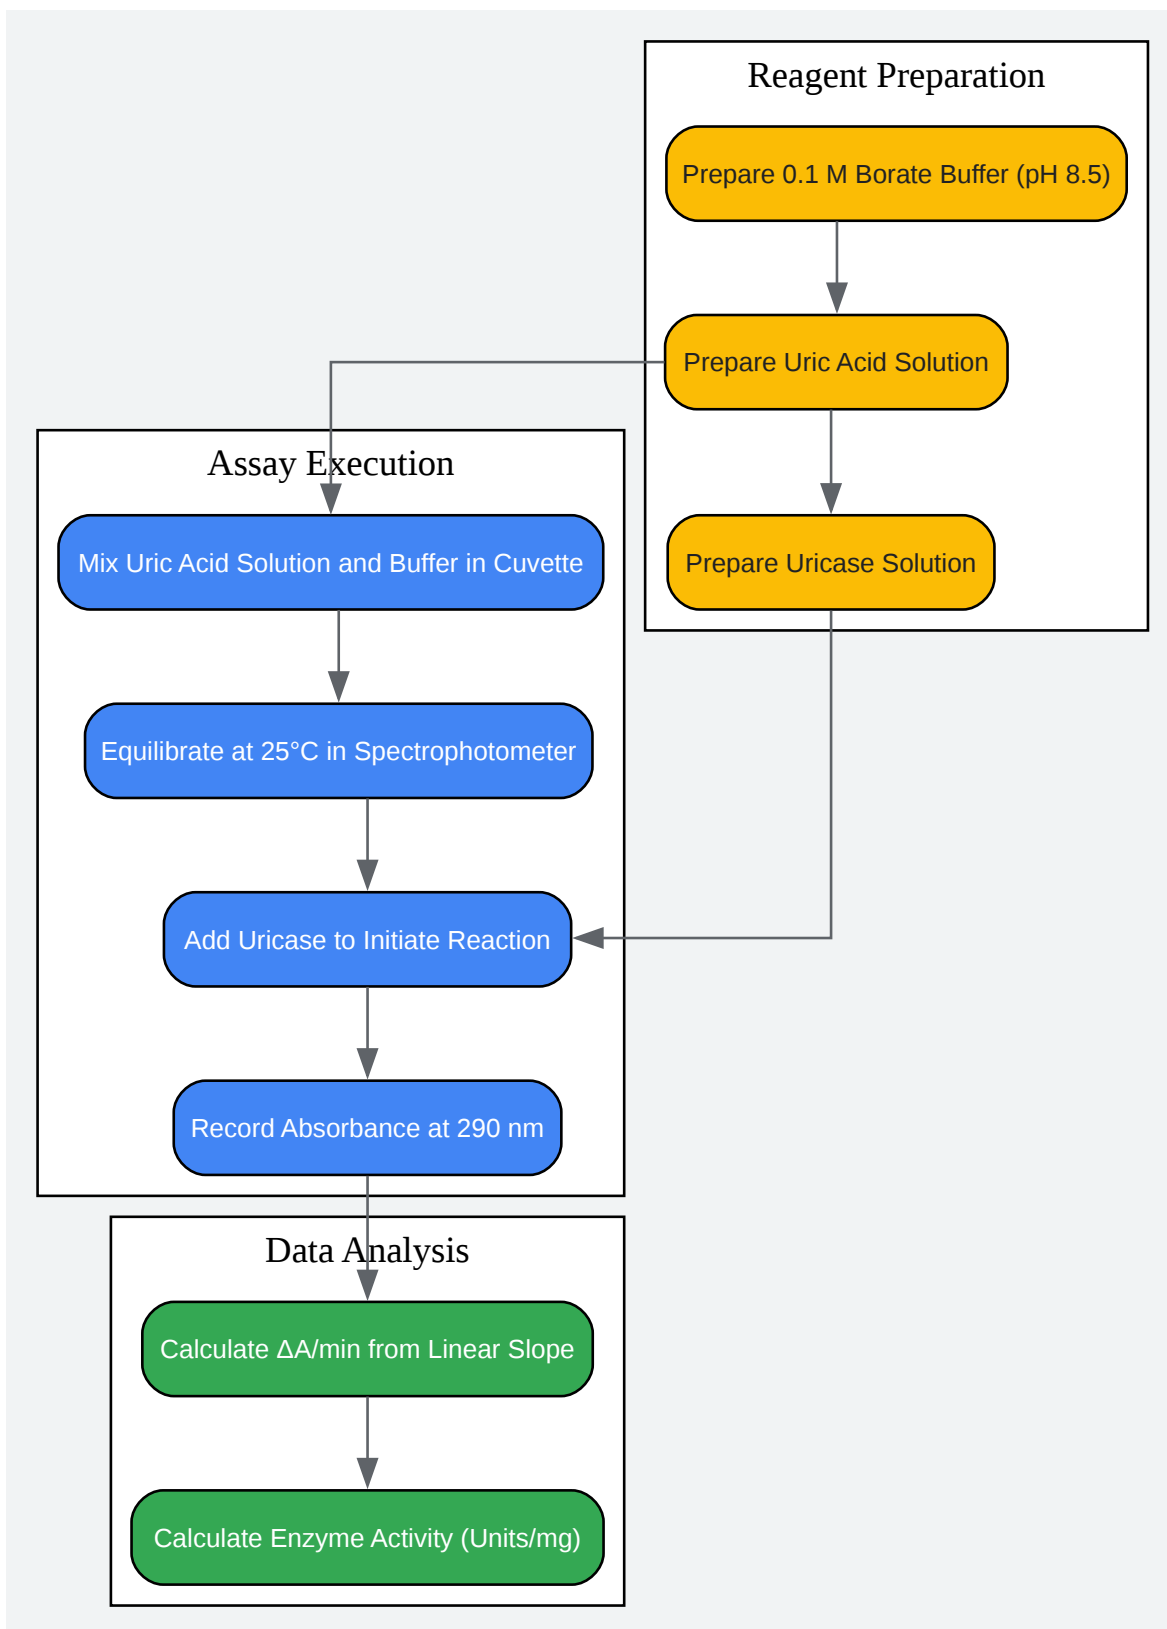 Reagent Preparation
Prepare 0.1 M Borate Buffer (pH 8.5)
Prepare Uric Acid Solution
Prepare Uricase Solution
Assay Execution
Mix Uric Acid Solution and Buffer in Cuvette
Equilibrate at 25°C in Spectrophotometer
Add Uricase to Initiate Reaction
Record Absorbance at 290 nm
Data Analysis
Calculate ΔA/min from Linear Slope
Calculate Enzyme Activity (Units/mg)